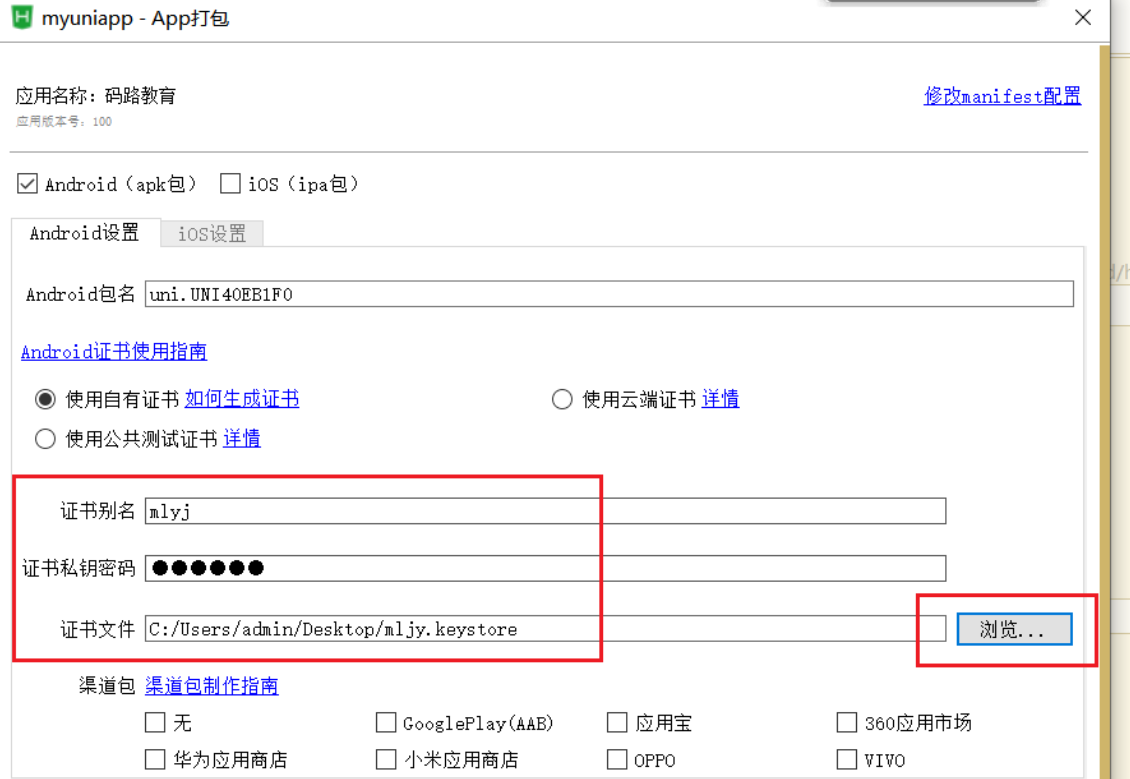 myuniapp - App打包
应用名称：码路教育
修改manifest配置
应用版本号：100
Android（apk包） iOS（ipa包）
Android设置 iOS设置
Android包名 uni.UNI40EB1F0
Android证书使用指南
使用自有证书 如何生成证书 使用云端证书 详情
使用公共测试证书 详情
证书别名 mlyj
证书私钥密码 ●●●●●●
证书文件 C:/Users/admin/Desktop/mljy.keystore 浏览...
渠道包 渠道包制作指南
无 GooglePlay(AAB) 应用宝 360应用市场
华为应用商店 小米应用商店 OPPO VIVO